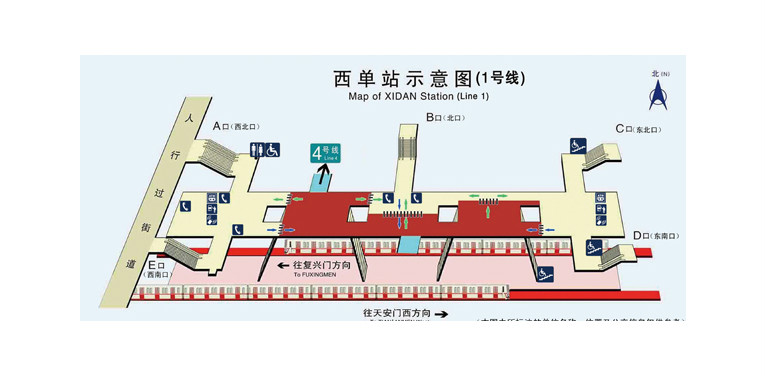 西单站示意图(1号线)
Map of XIDAN Station (Line 1)
北(N)
人行过街道
A口(西北口)
B口(北口)
C口(东北口)
4号线
Line 4
D口(东南口)
E口
(西南口)
往复兴门方向
To FUXINGMEN
往天安门西方向